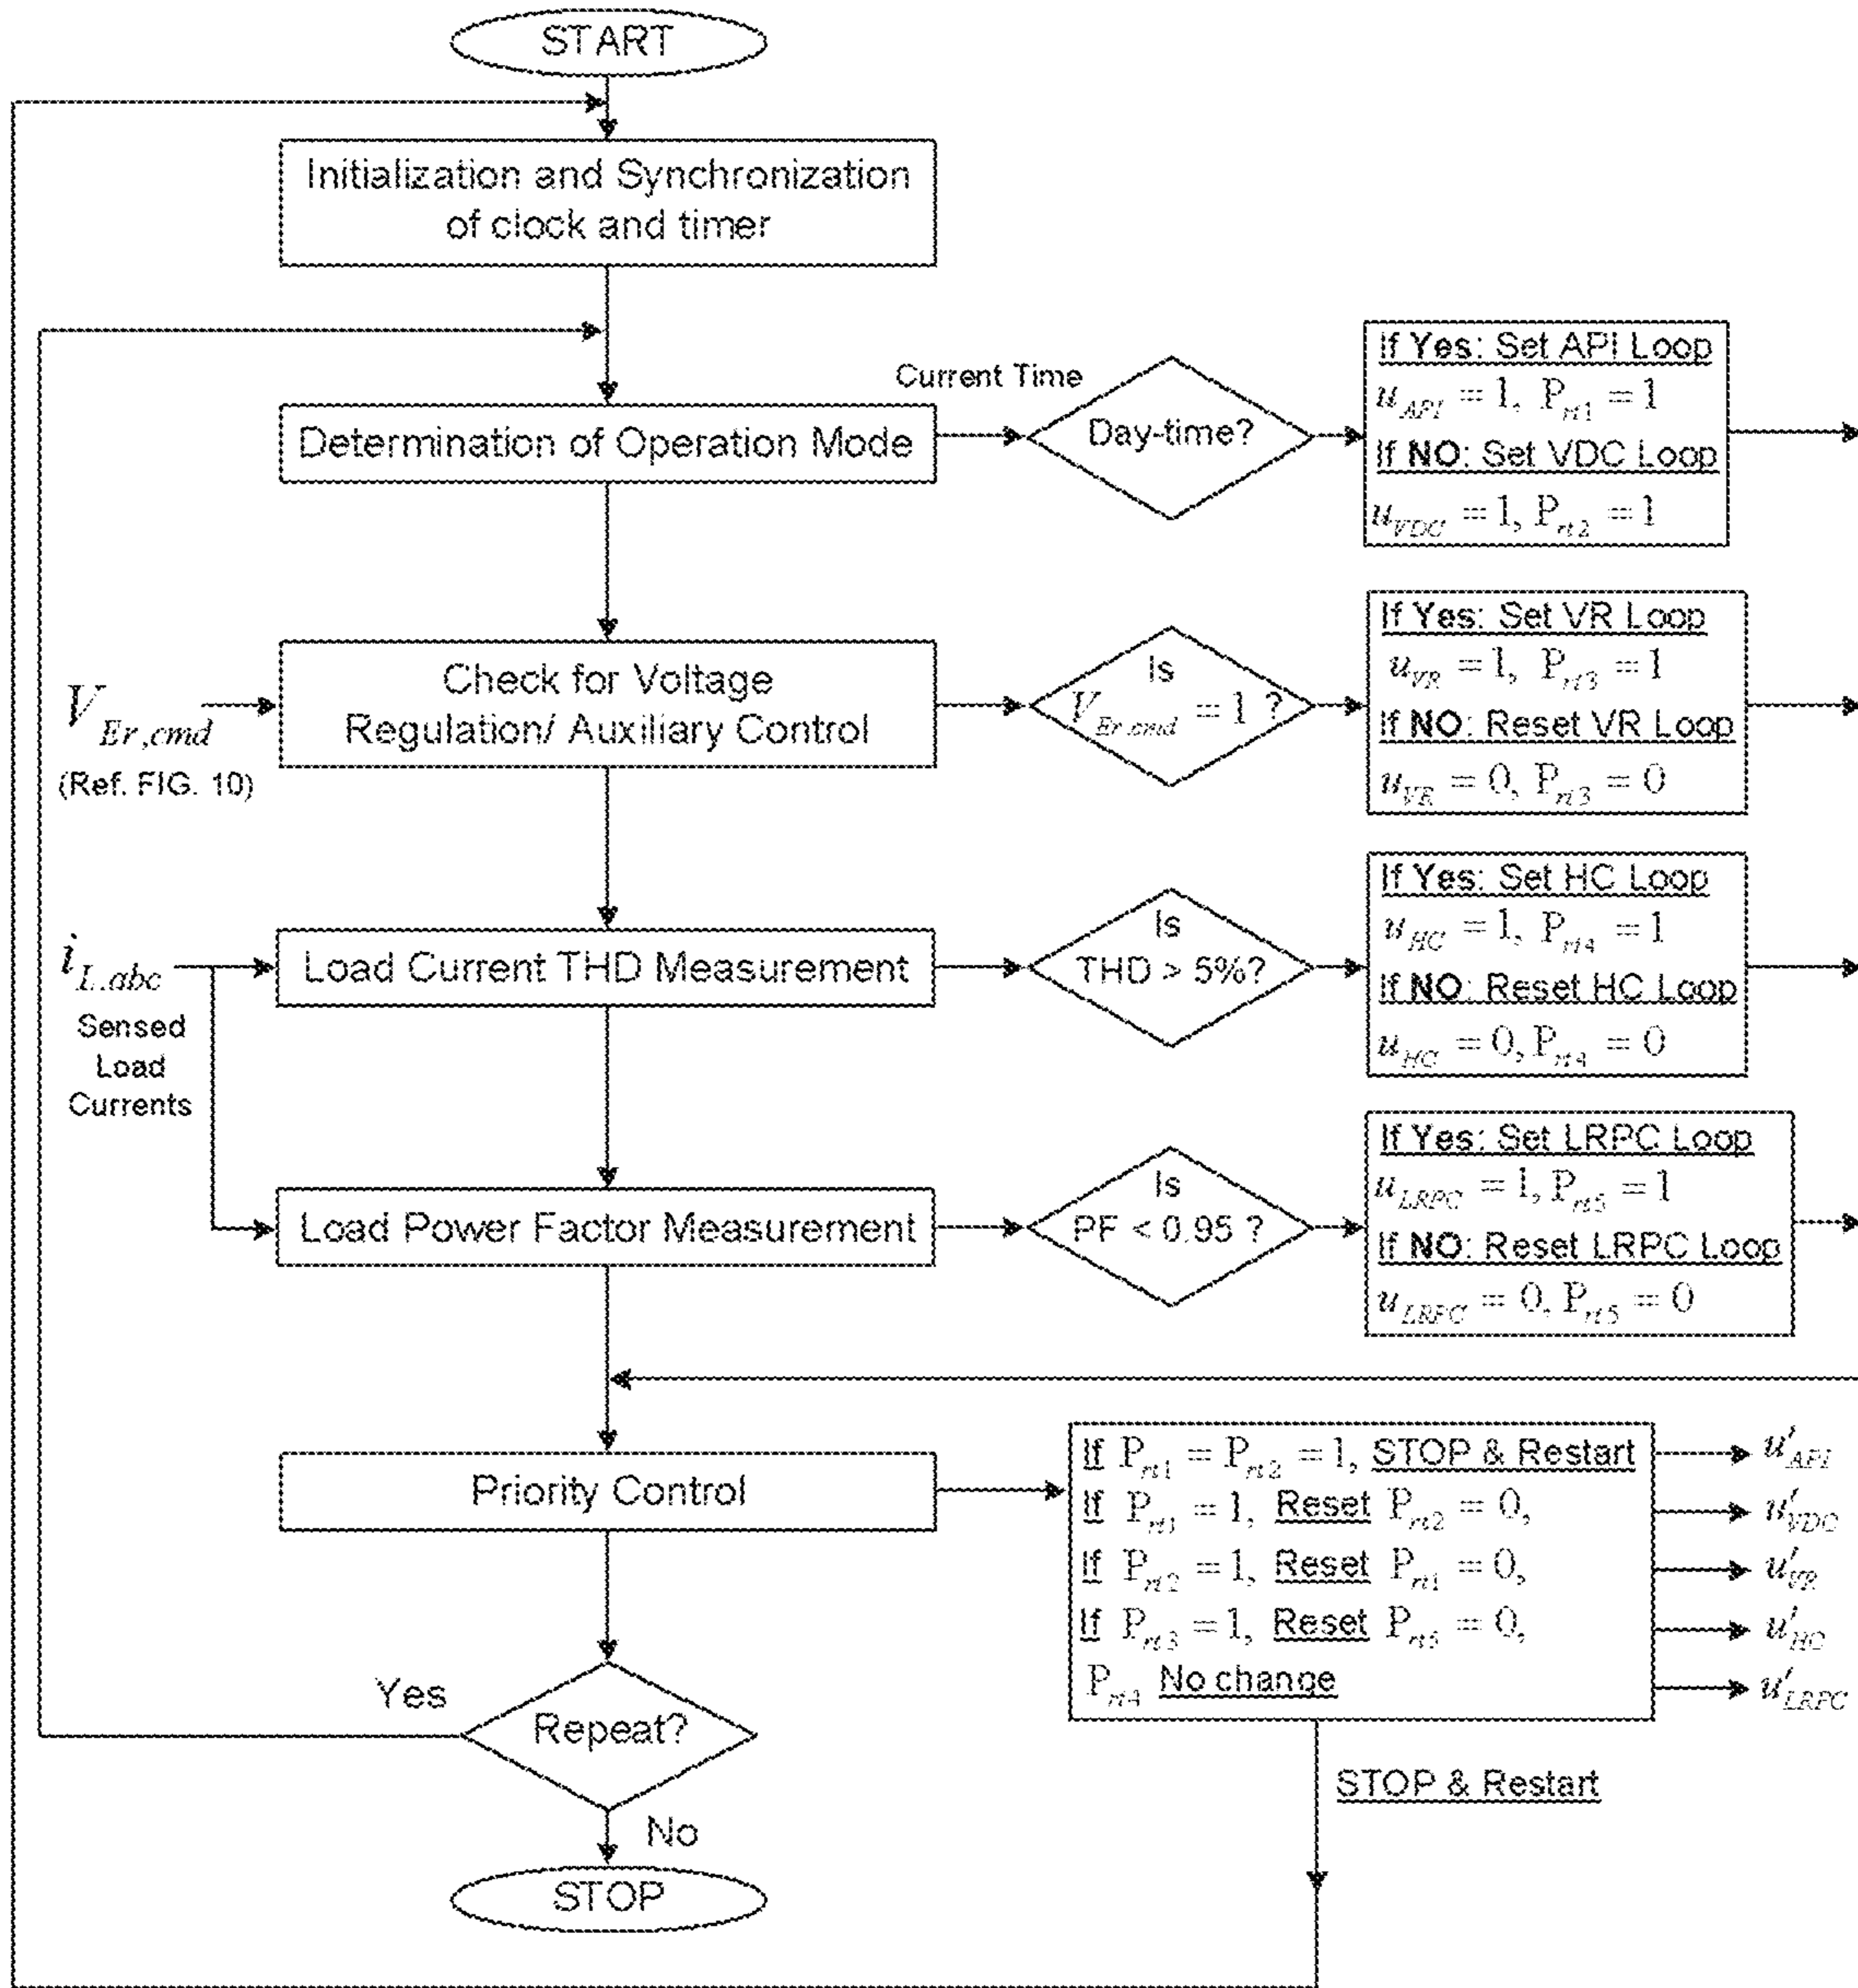 START
Initialization and Synchronization
of clock and timer
Determination of Operation Mode
Current Time
Day-time?
If Yes: Set API Loop
u_API = 1, P_rt1 = 1
If NO: Set VDC Loop
u_VDC = 1, P_rt2 = 1
V_Er,cmd
(Ref. FIG. 10)
Check for Voltage
Regulation/ Auxiliary Control
Is
V_Er,cmd = 1 ?
If Yes: Set VR Loop
u_VR = 1, P_rt3 = 1
If NO: Reset VR Loop
u_VR = 0, P_rt3 = 0
i_L,abc
Sensed
Load
Currents
Load Current THD Measurement
Is
THD > 5%?
If Yes: Set HC Loop
u_HC = 1, P_rt4 = 1
If NO: Reset HC Loop
u_HC = 0, P_rt4 = 0
Load Power Factor Measurement
Is
PF < 0.95 ?
If Yes: Set LRPC Loop
u_LRPC = 1, P_rt5 = 1
If NO: Reset LRPC Loop
u_LRPC = 0, P_rt5 = 0
Priority Control
If P_rt1 = P_rt2 = 1, STOP & Restart
If P_rt1 = 1, Reset P_rt2 = 0,
If P_rt2 = 1, Reset P_rt1 = 0,
If P_rt3 = 1, Reset P_rt5 = 0,
P_rt4 No change
u'_API
u'_VDC
u'_VR
u'_HC
u'_LRPC
STOP & Restart
Yes
Repeat?
No
STOP